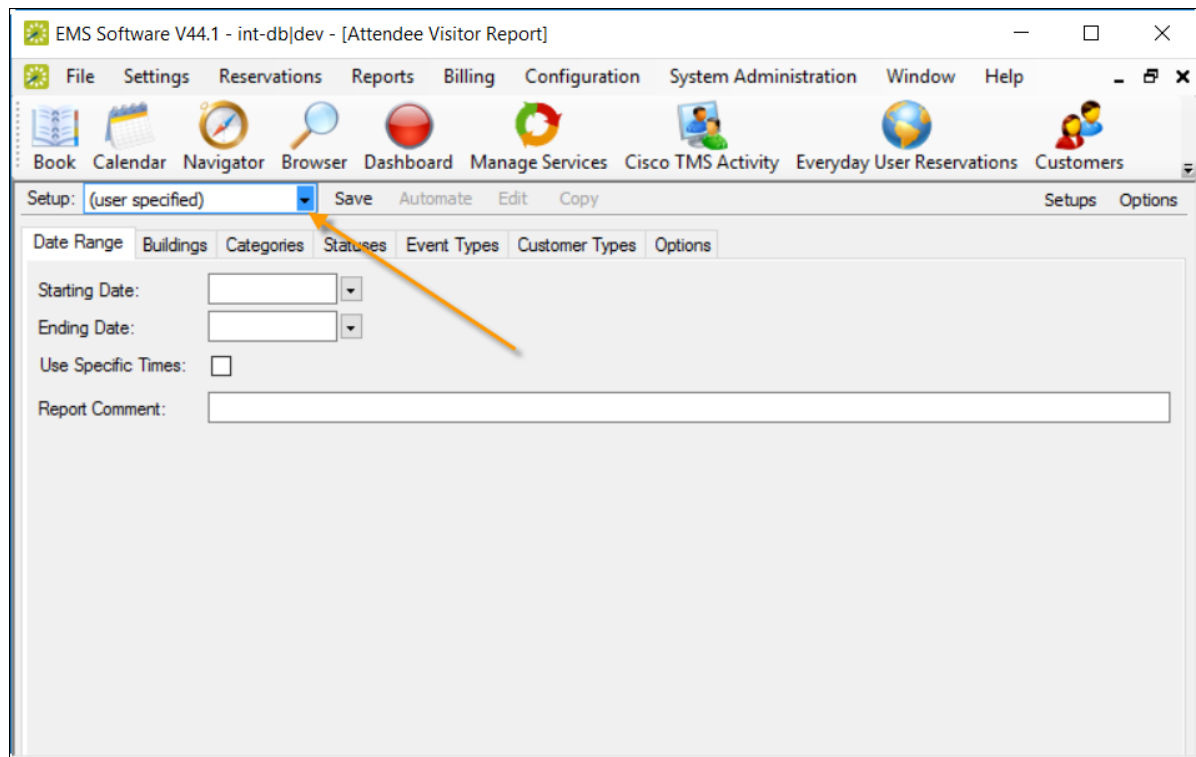 EMS Software V44.1 - int-db|dev - [Attendee Visitor Report]
File Settings Reservations Reports Billing Configuration System Administration Window Help
Book Calendar Navigator Browser Dashboard Manage Services Cisco TMS Activity Everyday User Reservations Customers
Setup: (user specified) Save Automate Edit Copy Setups Options
Date Range Buildings Categories Statuses Event Types Customer Types Options
Starting Date:
Ending Date:
Use Specific Times:
Report Comment: